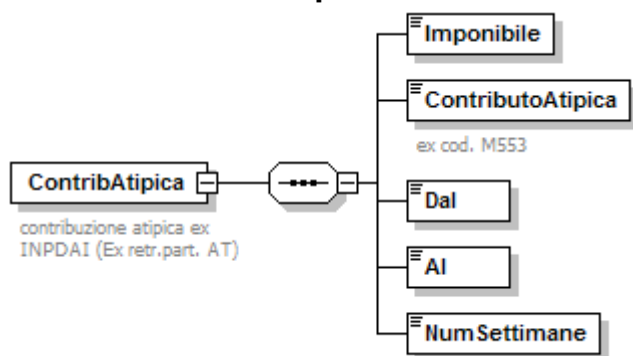 Imponibile
ContributoAtipica
ex cod. M553
ContribAtipica
contribuzione atipica ex
INPDAI (Ex retr.part. AT)
Dal
Al
NumSettimane